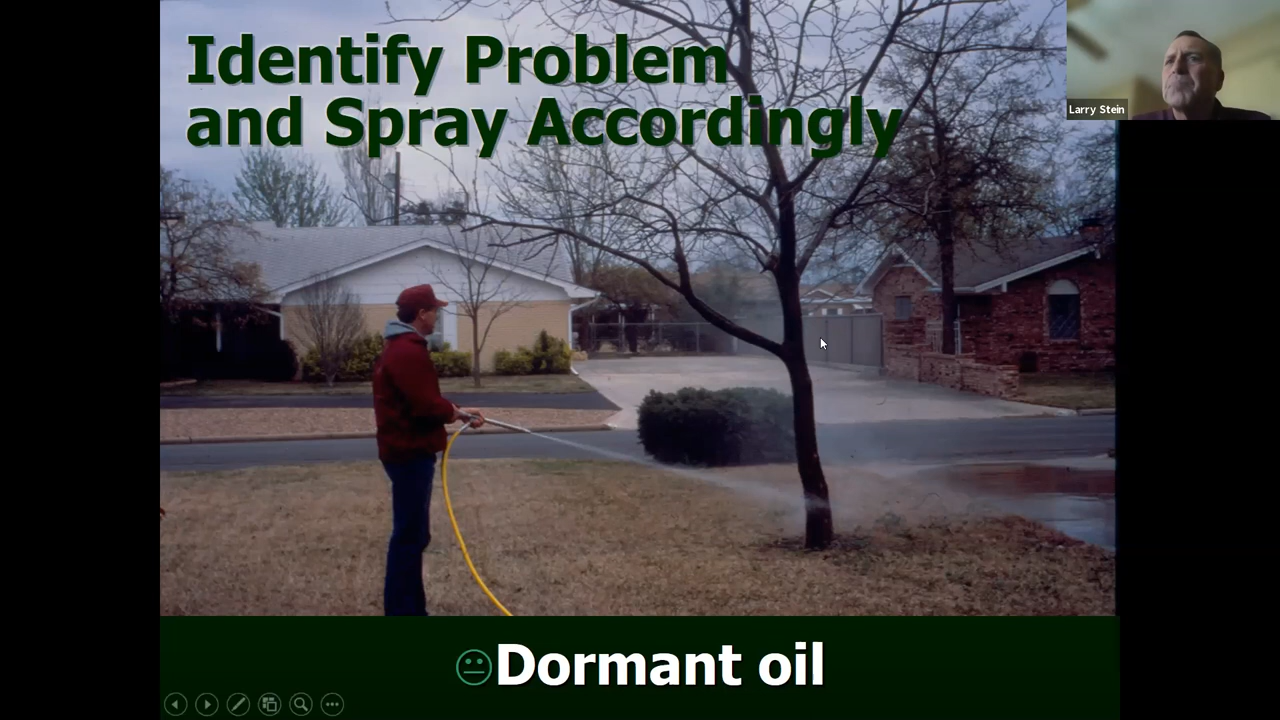 Identify Problem
and Spray Accordingly
Larry Stein
Dormant oil